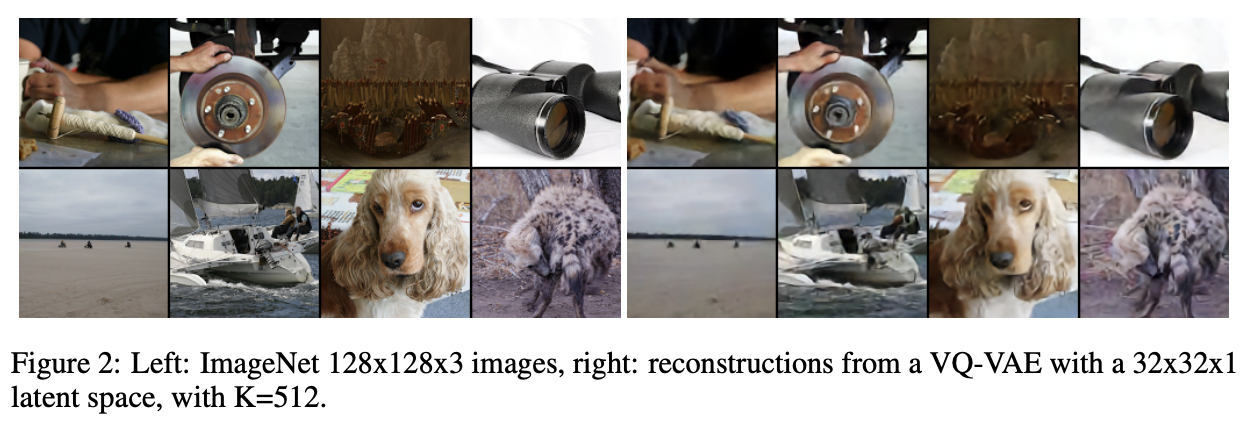 Figure 2: Left: ImageNet 128x128x3 images, right: reconstructions from a VQ-VAE with a 32x32x1
latent space, with K=512.